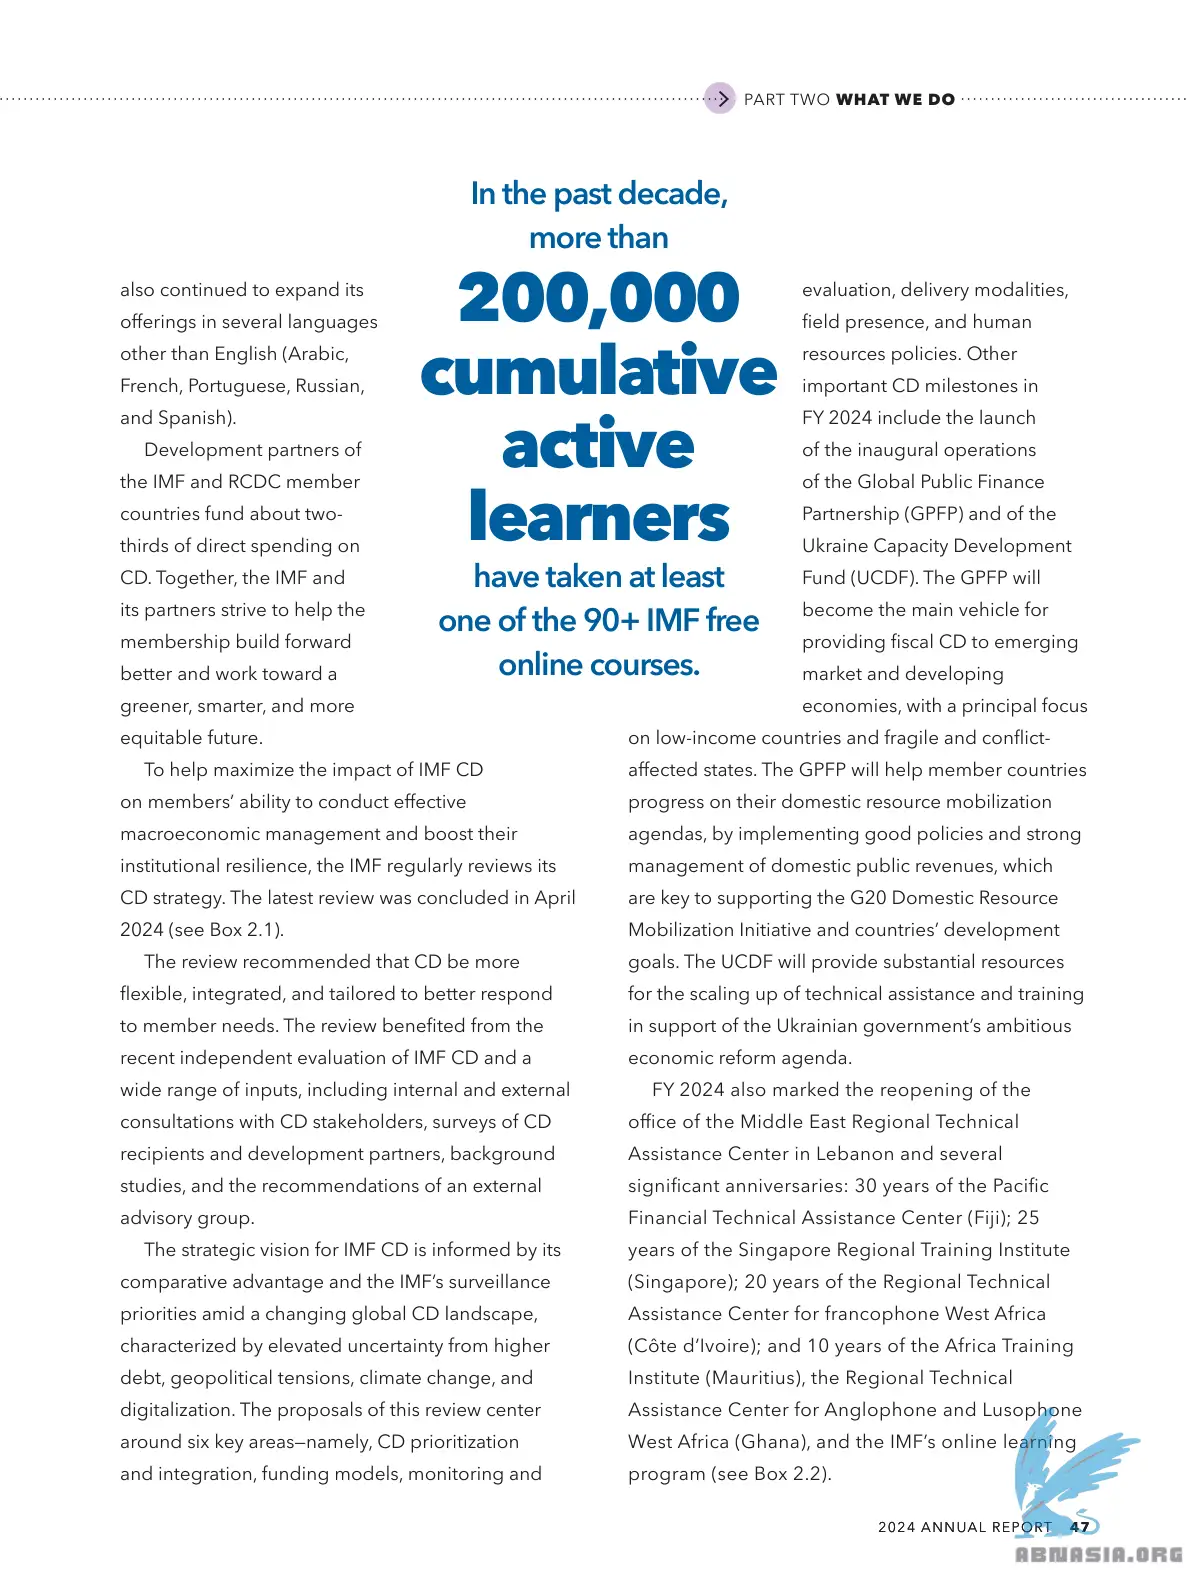 PART TWO WHAT WE DO
also continued to expand its
offerings in several languages
other than English (Arabic,
French, Portuguese, Russian,
and Spanish).
Development partners of
the IMF and RCDC member
countries fund about two-
thirds of direct spending on
CD. Together, the IMF and
its partners strive to help the
membership build forward
better and work toward a
greener, smarter, and more
equitable future.
To help maximize the impact of IMF CD
on members’ ability to conduct effective
macroeconomic management and boost their
institutional resilience, the IMF regularly reviews its
CD strategy. The latest review was concluded in April
2024 (see Box 2.1).
The review recommended that CD be more
flexible, integrated, and tailored to better respond
to member needs. The review benefited from the
recent independent evaluation of IMF CD and a
wide range of inputs, including internal and external
consultations with CD stakeholders, surveys of CD
recipients and development partners, background
studies, and the recommendations of an external
advisory group.
The strategic vision for IMF CD is informed by its
comparative advantage and the IMF’s surveillance
priorities amid a changing global CD landscape,
characterized by elevated uncertainty from higher
debt, geopolitical tensions, climate change, and
digitalization. The proposals of this review center
around six key areas—namely, CD prioritization
and integration, funding models, monitoring and
In the past decade,
more than
200,000
cumulative
active
learners
have taken at least
one of the 90+ IMF free
online courses.
evaluation, delivery modalities,
field presence, and human
resources policies. Other
important CD milestones in
FY 2024 include the launch
of the inaugural operations
of the Global Public Finance
Partnership (GPFP) and of the
Ukraine Capacity Development
Fund (UCDF). The GPFP will
become the main vehicle for
providing fiscal CD to emerging
market and developing
economies, with a principal focus
on low-income countries and fragile and conflict-
affected states. The GPFP will help member countries
progress on their domestic resource mobilization
agendas, by implementing good policies and strong
management of domestic public revenues, which
are key to supporting the G20 Domestic Resource
Mobilization Initiative and countries’ development
goals. The UCDF will provide substantial resources
for the scaling up of technical assistance and training
in support of the Ukrainian government’s ambitious
economic reform agenda.
FY 2024 also marked the reopening of the
office of the Middle East Regional Technical
Assistance Center in Lebanon and several
significant anniversaries: 30 years of the Pacific
Financial Technical Assistance Center (Fiji); 25
years of the Singapore Regional Training Institute
(Singapore); 20 years of the Regional Technical
Assistance Center for francophone West Africa
(Côte d’Ivoire); and 10 years of the Africa Training
Institute (Mauritius), the Regional Technical
Assistance Center for Anglophone and Lusophone
West Africa (Ghana), and the IMF’s online learning
program (see Box 2.2).
2024 ANNUAL REPORT 47
ABNASIA.ORG